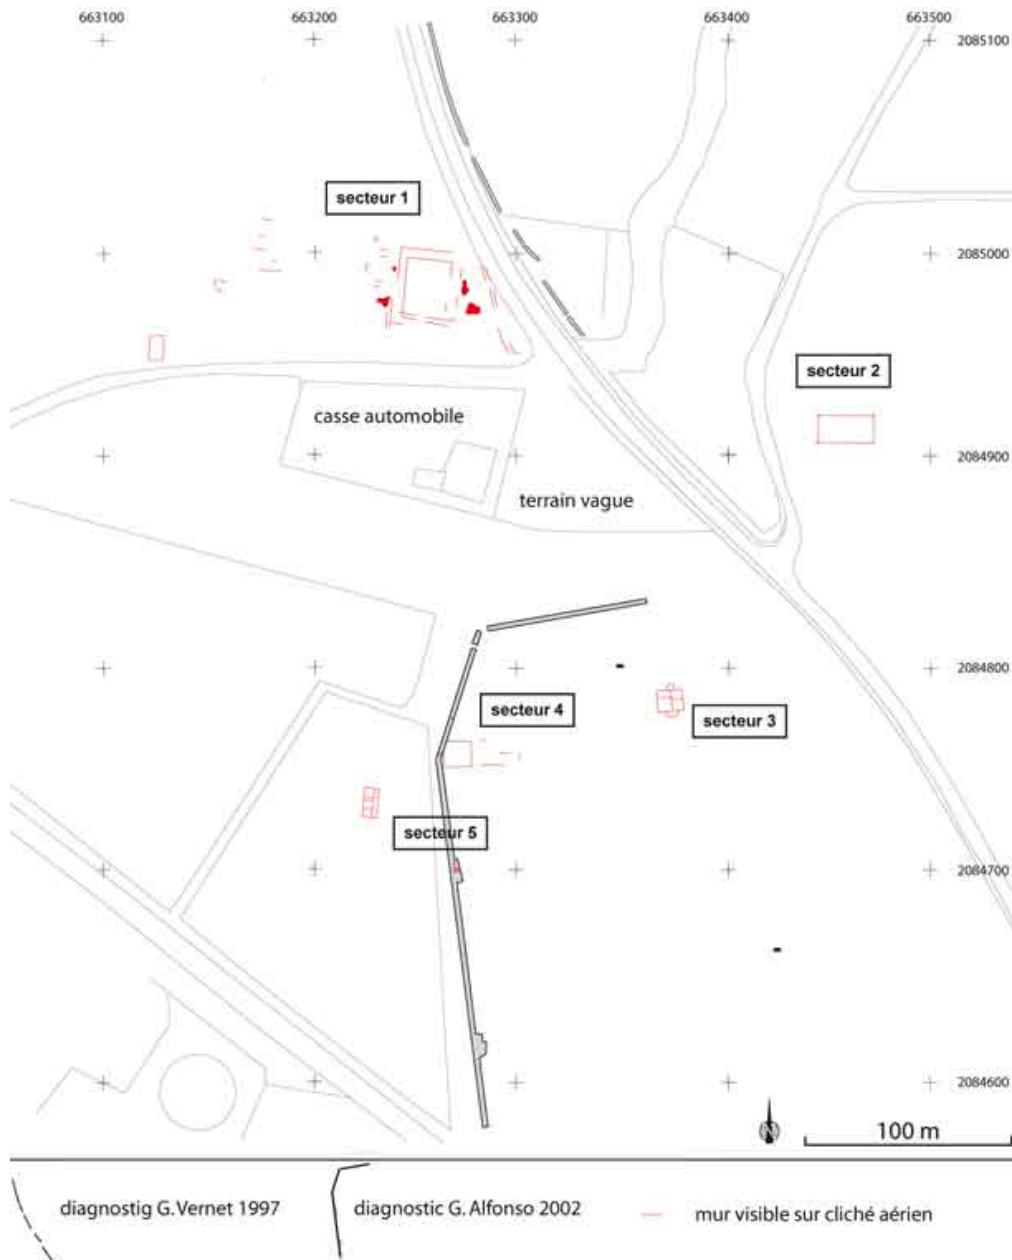 663100 663200 663300 663400 663500
2085100
secteur 1
2085000
secteur 2
casse automobile
2084900
terrain vague
2084800
secteur 4
secteur 3
secteur 5
2084700
2084600
N
100 m
diagnostig G. Vernet 1997 diagnostic G. Alfonso 2002 mur visible sur cliché aérien